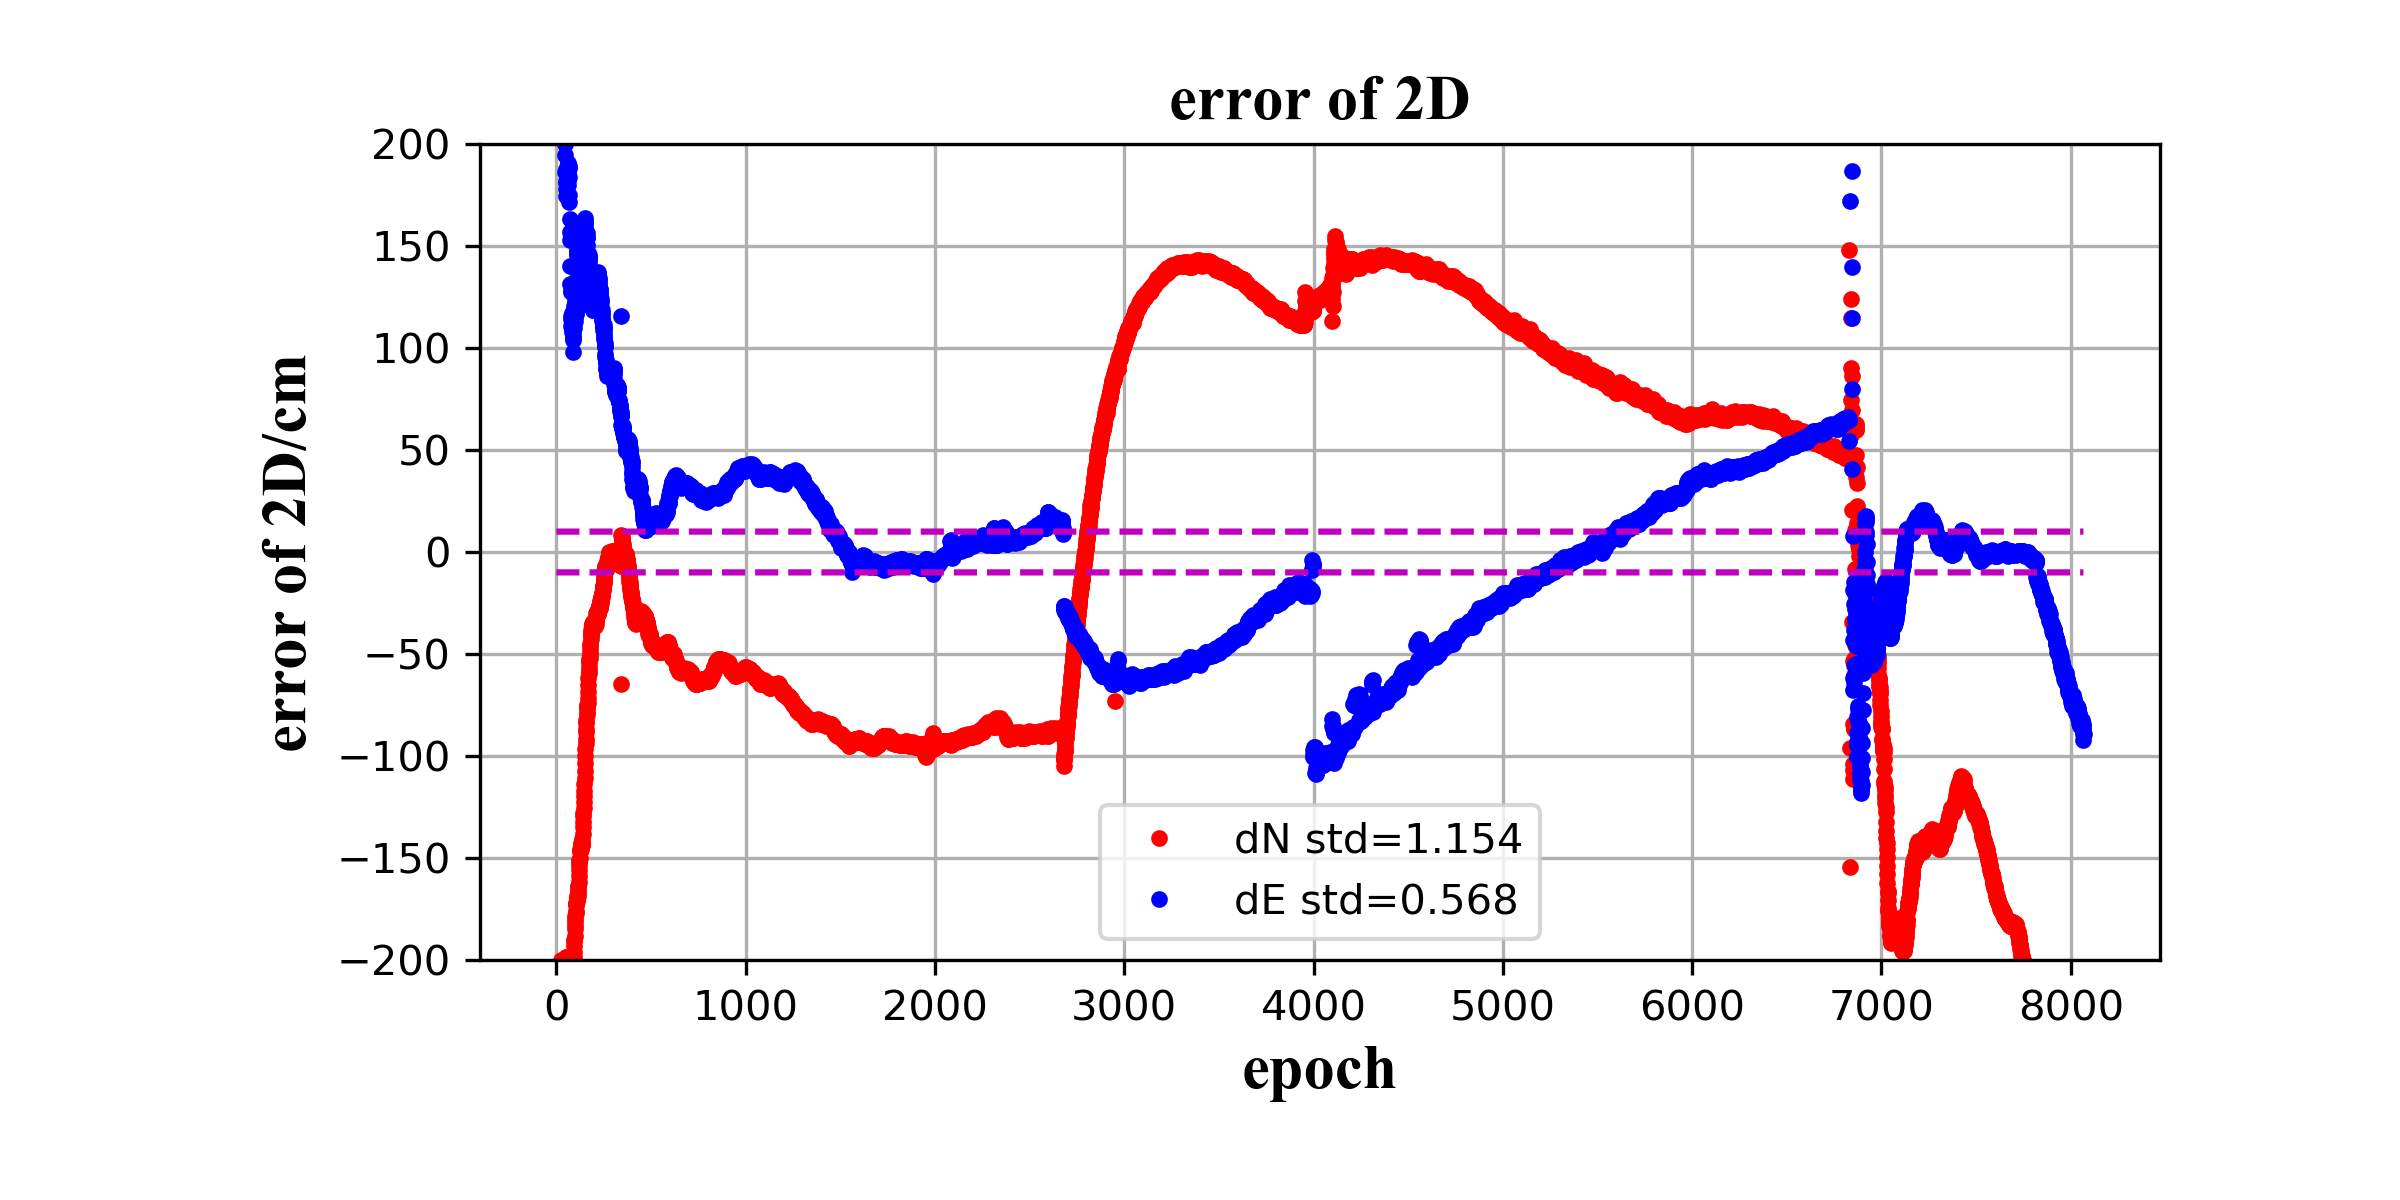 error of 2D
200
150
100
50
0
−50
−100
−150
−200
error of 2D/cm
dN std=1.154
dE std=0.568
0 1000 2000 3000 4000 5000 6000 7000 8000
epoch